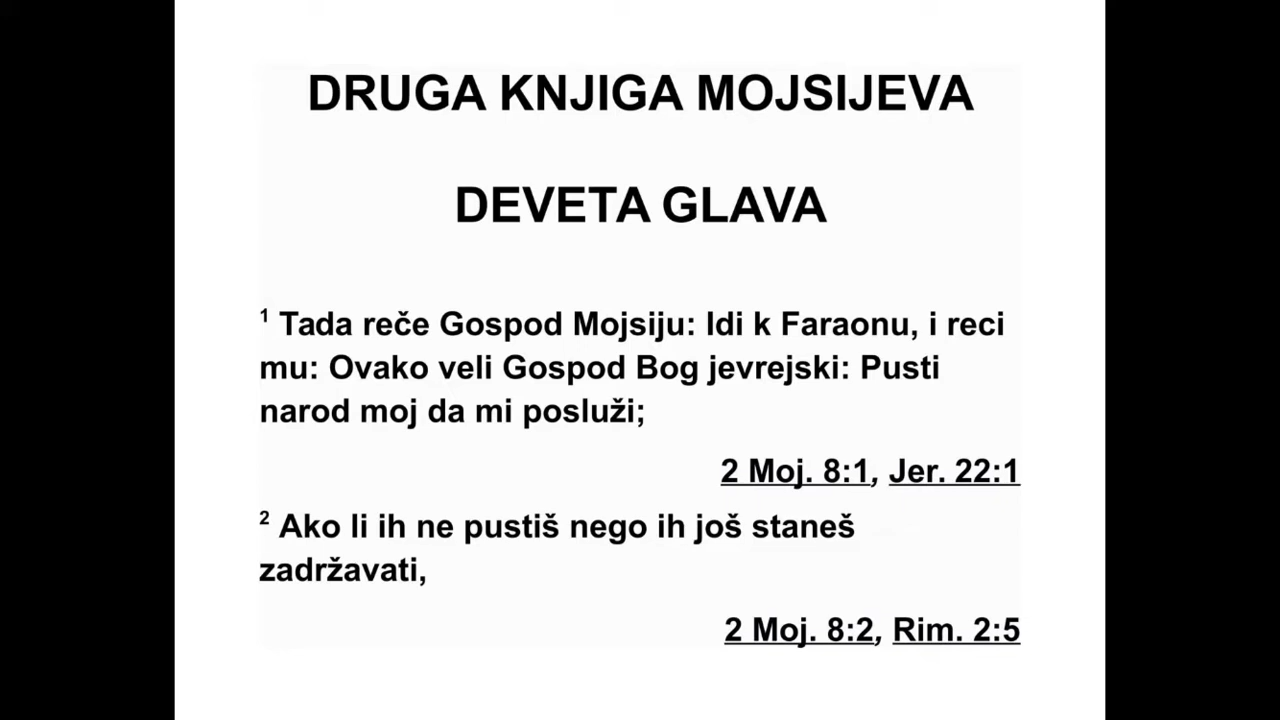 DRUGA KNJIGA MOJSIJEVA
DEVETA GLAVA
1 Tada reče Gospod Mojsiju: Idi k Faraonu, i reci
mu: Ovako veli Gospod Bog jevrejski: Pusti
narod moj da mi posluži;
2 Moj. 8:1, Jer. 22:1
2 Ako li ih ne pustiš nego ih još staneš
zadržavati,
2 Moj. 8:2, Rim. 2:5